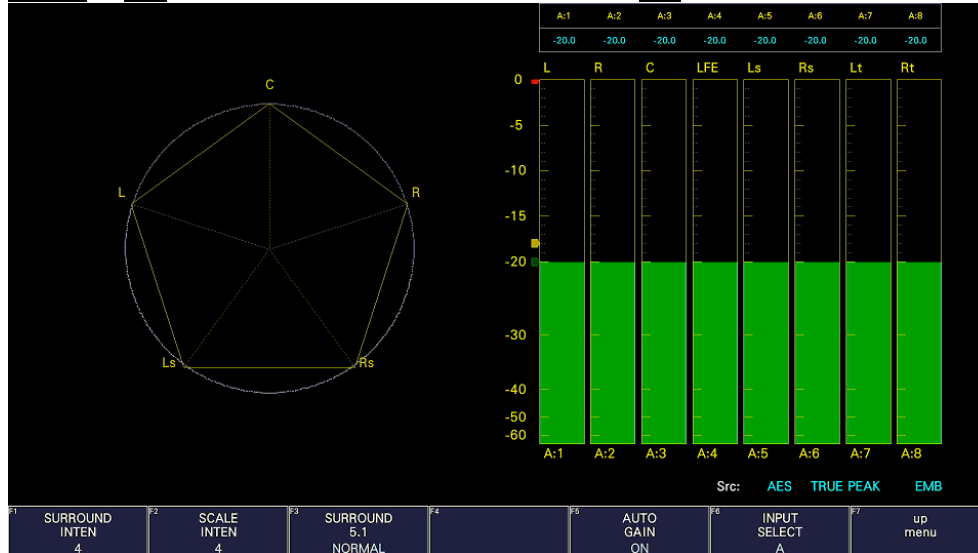 A:1 A:2 A:3 A:4 A:5 A:6 A:7 A:8
-20.0 -20.0 -20.0 -20.0 -20.0 -20.0 -20.0 -20.0
L R C LFE Ls Rs Lt Rt
0
-5
-10
-15
-20
-30
-40
-50
-60
A:1 A:2 A:3 A:4 A:5 A:6 A:7 A:8
C
L
R
Ls
Rs
Src: AES TRUE PEAK EMB
F1 SURROUND INTEN 4
F2 SCALE INTEN 4
F3 SURROUND 5.1 NORMAL
F4
F5 AUTO GAIN ON
F6 INPUT SELECT A
F7 up menu